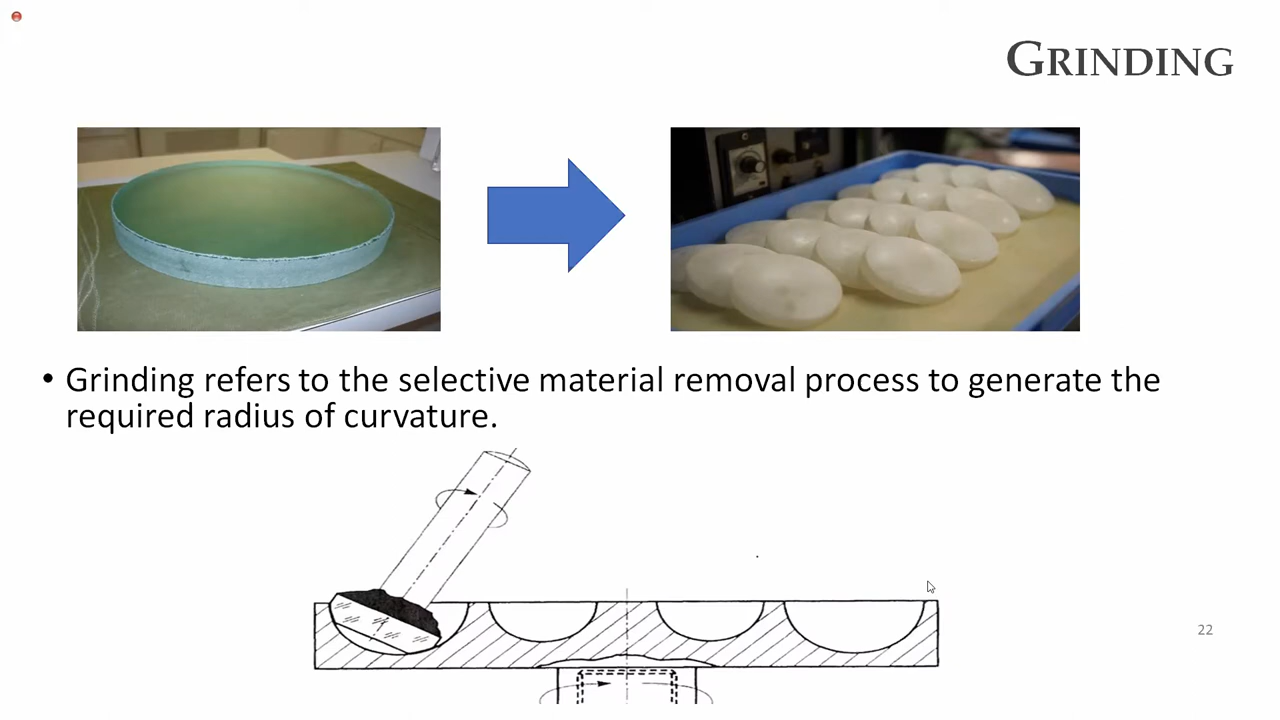 GRINDING
• Grinding refers to the selective material removal process to generate the
required radius of curvature.
22